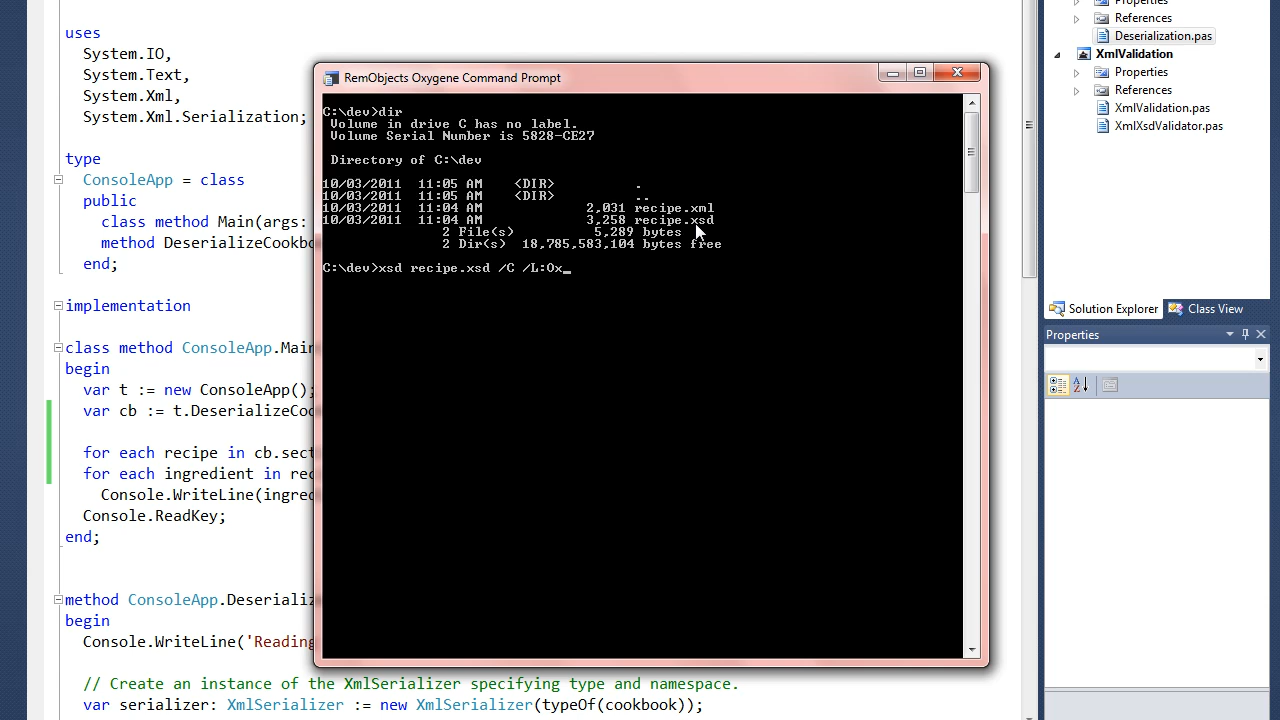 uses
System.IO,
System.Text,
System.Xml,
System.Xml.Serialization;
type
ConsoleApp = class
public
class method Main(args:
method DeserializeCookb
end;
implementation
class method ConsoleApp.Main
begin
var t := new ConsoleApp();
var cb := t.DeserializeCoo
for each recipe in cb.sect
for each ingredient in rec
Console.WriteLine(ingred
Console.ReadKey;
end;
method ConsoleApp.Deserializ
begin
Console.WriteLine('Reading
// Create an instance of the XmlSerializer specifying type and namespace.
var serializer: XmlSerializer := new XmlSerializer(typeOf(cookbook));
RemObjects Oxygene Command Prompt
C:\dev>dir
Volume in drive C has no label.
Volume Serial Number is 5828-CE27
Directory of C:\dev
10/03/2011 11:05 AM <DIR> .
10/03/2011 11:05 AM <DIR> ..
10/03/2011 11:04 AM 2,031 recipe.xml
10/03/2011 11:04 AM 3,258 recipe.xsd
2 File(s) 5,289 bytes
2 Dir(s) 18,785,583,104 bytes free
C:\dev>xsd recipe.xsd /C /L:Ox_
Properties
References
Deserialization.pas
XmlValidation
Properties
References
XmlValidation.pas
XmlXsdValidator.pas
Solution Explorer
Class View
Properties